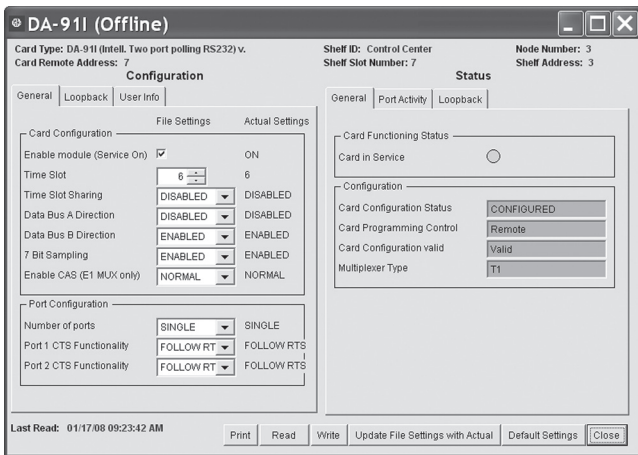 DA-91I (Offline)
Card Type: DA-91I (Intell. Two port polling RS232) v.
Shelf ID: Control Center
Node Number: 3
Card Remote Address: 7
Shelf Slot Number: 7
Shelf Address: 3
Configuration
General
Loopback
User Info
File Settings
Actual Settings
Card Configuration
Enable module (Service On)
ON
Time Slot
6
6
Time Slot Sharing
DISABLED
DISABLED
Data Bus A Direction
DISABLED
DISABLED
Data Bus B Direction
ENABLED
ENABLED
7 Bit Sampling
ENABLED
ENABLED
Enable CAS (E1 MUX only)
NORMAL
NORMAL
Port Configuration
Number of ports
SINGLE
SINGLE
Port 1 CTS Functionality
FOLLOW RT
FOLLOW RTS
Port 2 CTS Functionality
FOLLOW RT
FOLLOW RTS
Status
General
Port Activity
Loopback
Card Functioning Status
Card in Service
Configuration
Card Configuration Status
CONFIGURED
Card Programming Control
Remote
Card Configuration valid
Valid
Multiplexer Type
T1
Last Read: 01/17/08 09:23:42 AM
Print
Read
Write
Update File Settings with Actual
Default Settings
Close